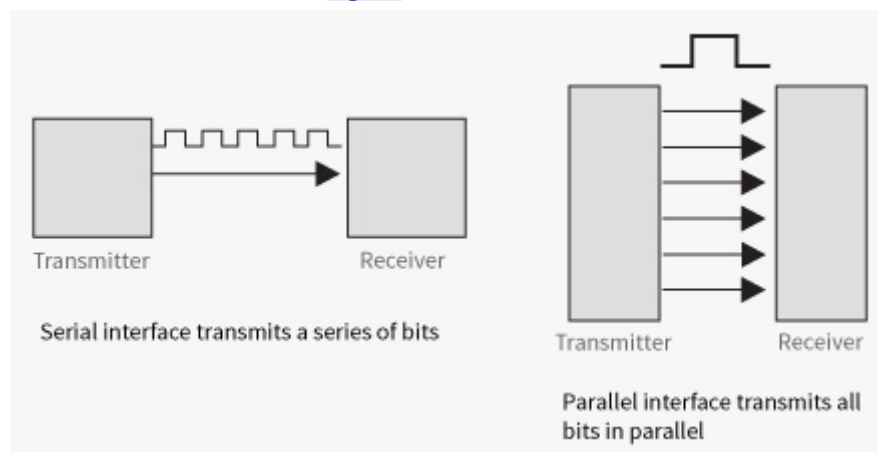 Transmitter
Receiver
Serial interface transmits a series of bits
Transmitter
Receiver
Parallel interface transmits all
bits in parallel